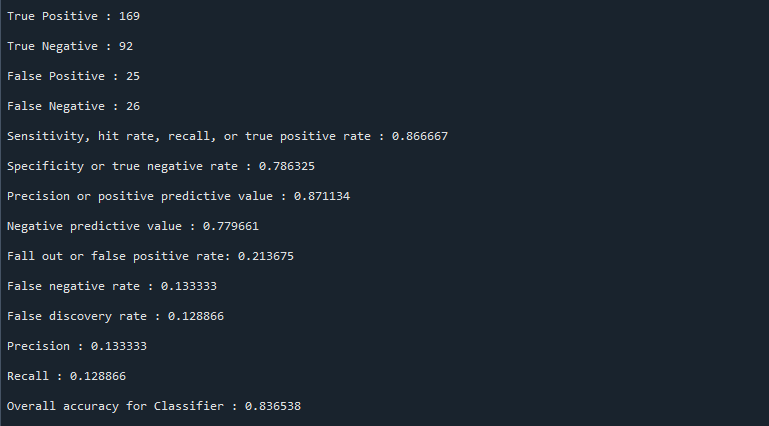 True Positive : 169
True Negative : 92
False Positive : 25
False Negative : 26
Sensitivity, hit rate, recall, or true positive rate : 0.866667
Specificity or true negative rate : 0.786325
Precision or positive predictive value : 0.871134
Negative predictive value : 0.779661
Fall out or false positive rate: 0.213675
False negative rate : 0.133333
False discovery rate : 0.128866
Precision : 0.133333
Recall : 0.128866
Overall accuracy for Classifier : 0.836538